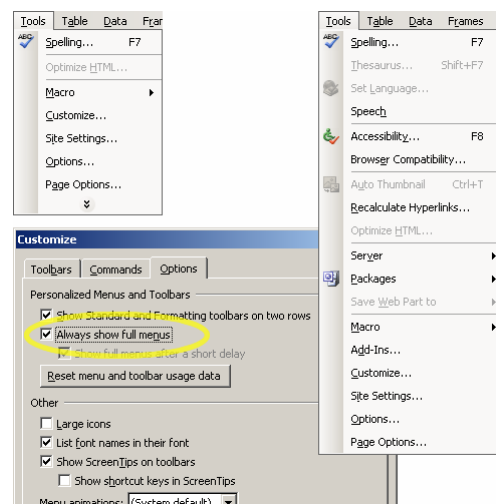 Tools Table Data Fra
ABC Spelling... F7
Optimize HTML...
Macro
Customize...
Site Settings...
Options...
Page Options...
Customize
Toolbars Commands Options
Personalized Menus and Toolbars
Show Standard and Formatting toolbars on two rows
Always show full menus
Show full menus after a short delay
Reset menu and toolbar usage data
Other
Large icons
List font names in their font
Show ScreenTips on toolbars
Show shortcut keys in ScreenTips
Menu animations: (System default)
Tools Table Data Frames
ABC Spelling... F7
Thesaurus... Shift+F7
Set Language...
Speech
Accessibility... F8
Browser Compatibility...
Auto Thumbnail Ctrl+T
Recalculate Hyperlinks...
Optimize HTML...
Server
Packages
Save Web Part to
Macro
Add-Ins...
Customize...
Site Settings...
Options...
Page Options...